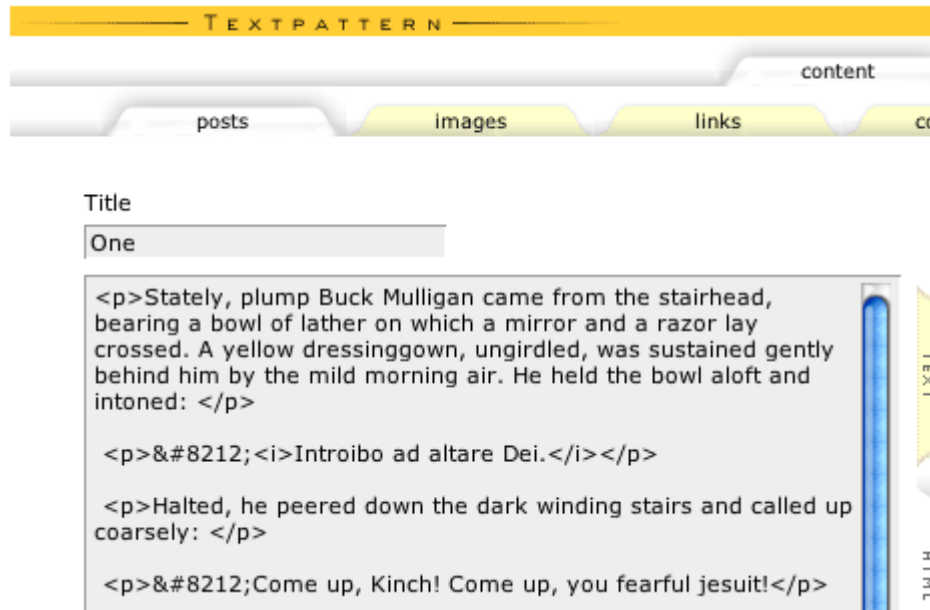 TEXTPATTERN
content
posts images links
Title
One
<p>Stately, plump Buck Mulligan came from the stairhead,
bearing a bowl of lather on which a mirror and a razor lay
crossed. A yellow dressinggown, ungirdled, was sustained gently
behind him by the mild morning air. He held the bowl aloft and
intoned: </p>
<p>&#8212;<i>Introibo ad altare Dei.</i></p>
<p>Halted, he peered down the dark winding stairs and called up
coarsely: </p>
<p>&#8212;Come up, Kinch! Come up, you fearful jesuit!</p>
TEXT
HTML